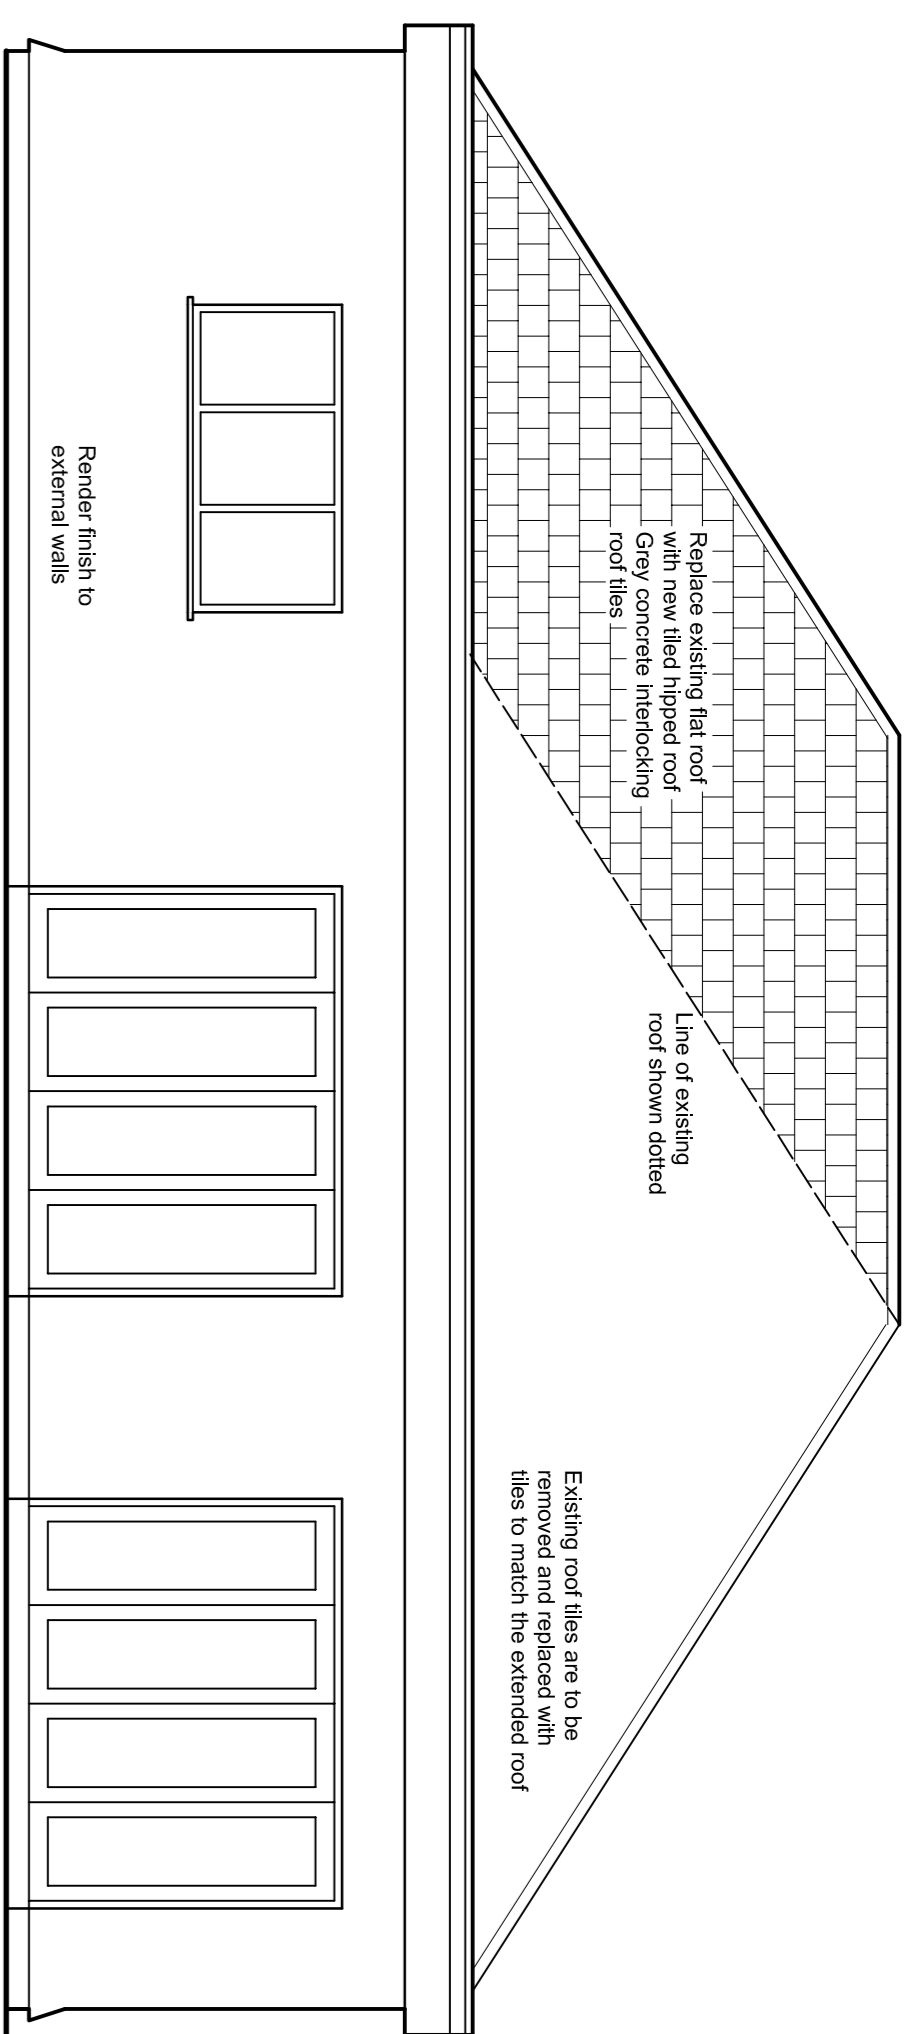 Replace existing flat roof
with new tiled hipped roof
Grey concrete interlocking
roof tiles
Line of existing
roof shown dotted
Existing roof tiles are to be
removed and replaced with
tiles to match the extended roof
Render finish to
external walls